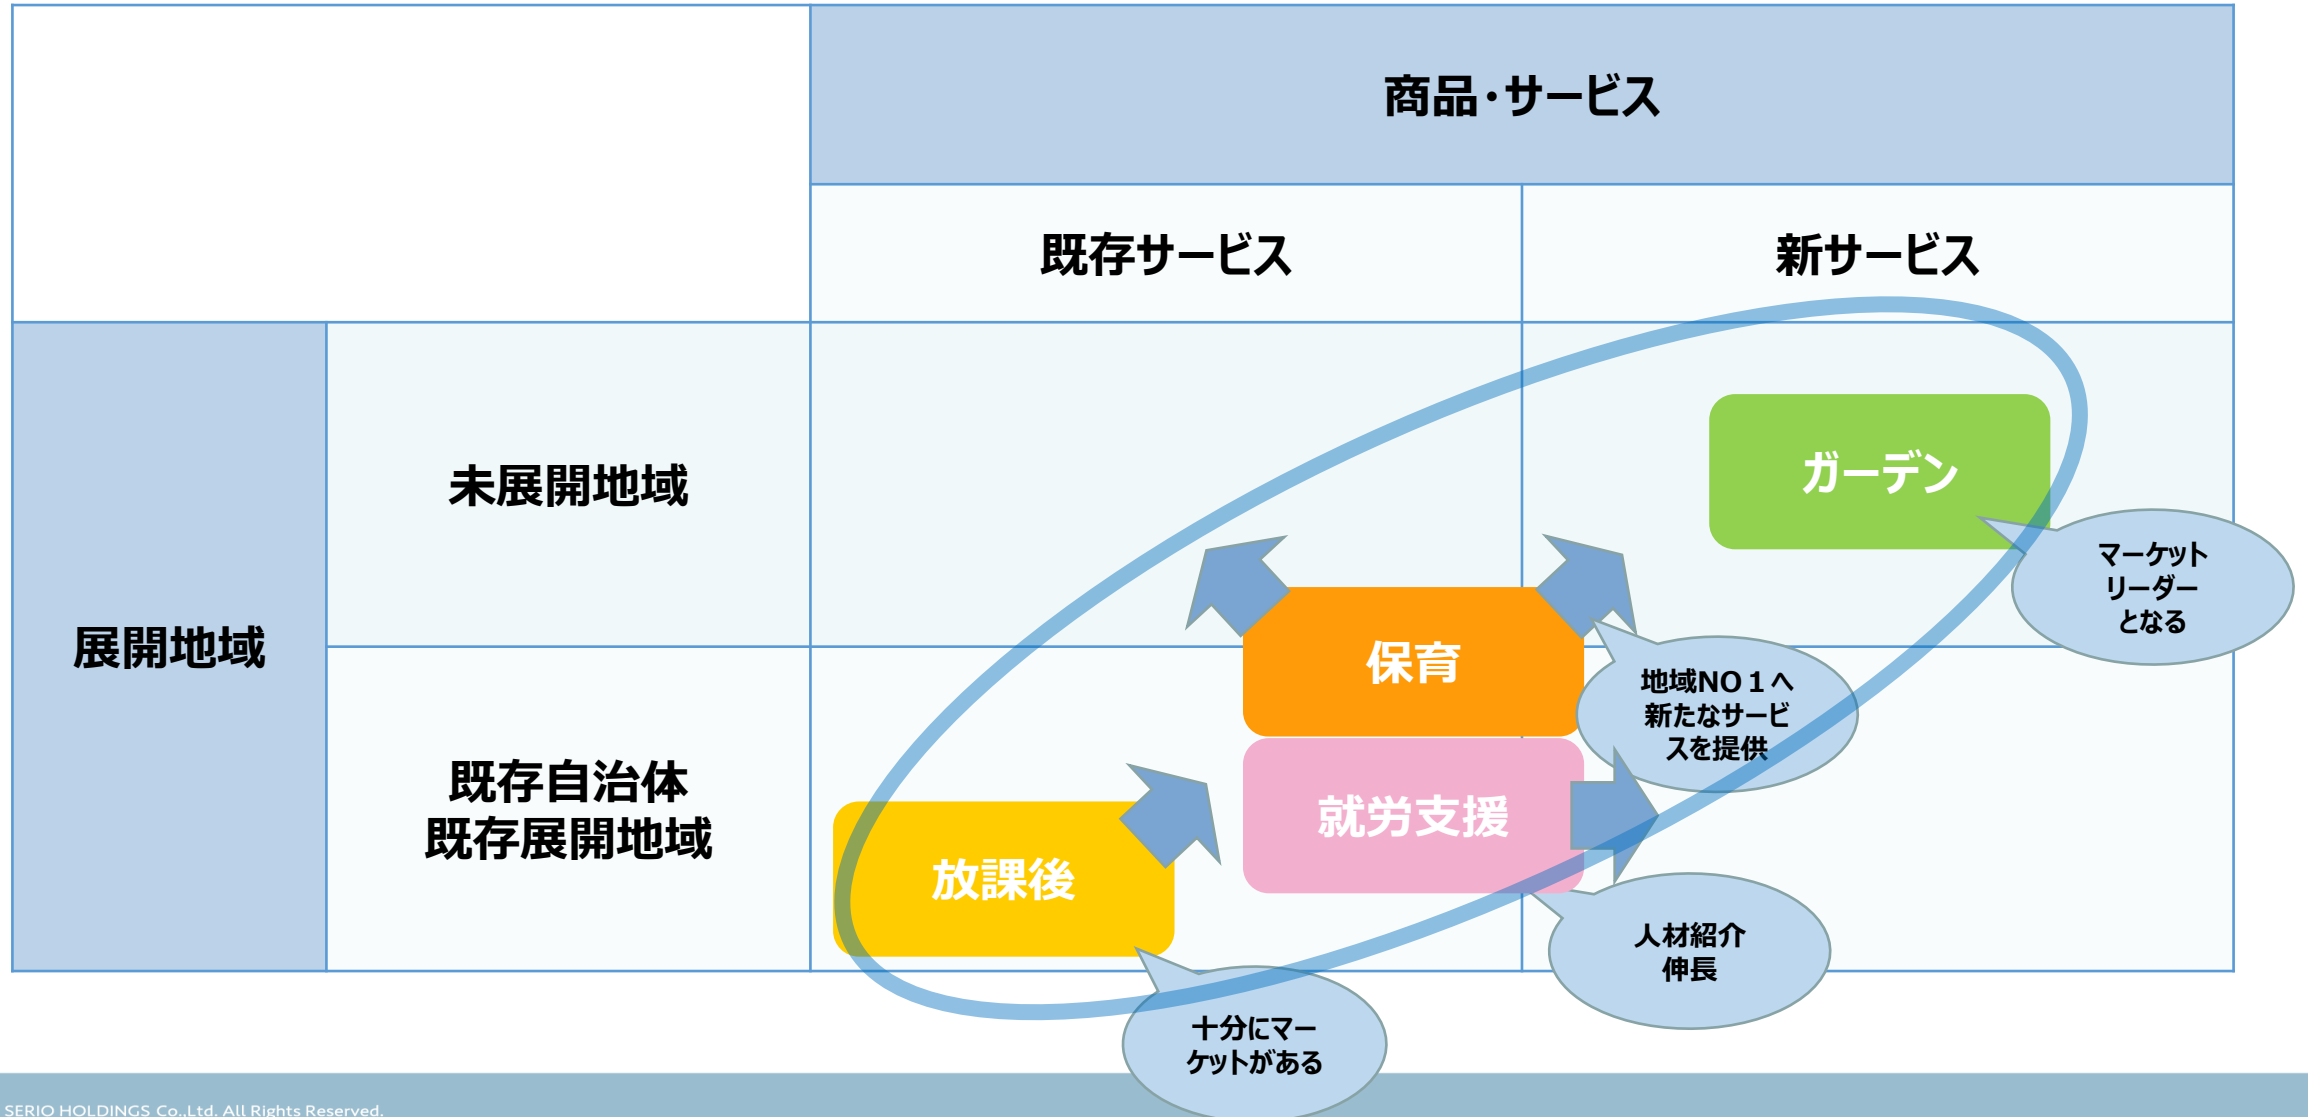 商品・サービス
既存サービス
新サービス
展開地域
未展開地域
ガーデン
マーケット
リーダー
となる
保育
地域NO１へ
新たなサービ
スを提供
既存自治体
既存展開地域
就労支援
放課後
人材紹介
伸長
十分にマー
ケットがある
SERIO HOLDINGS Co.,Ltd. All Rights Reserved.